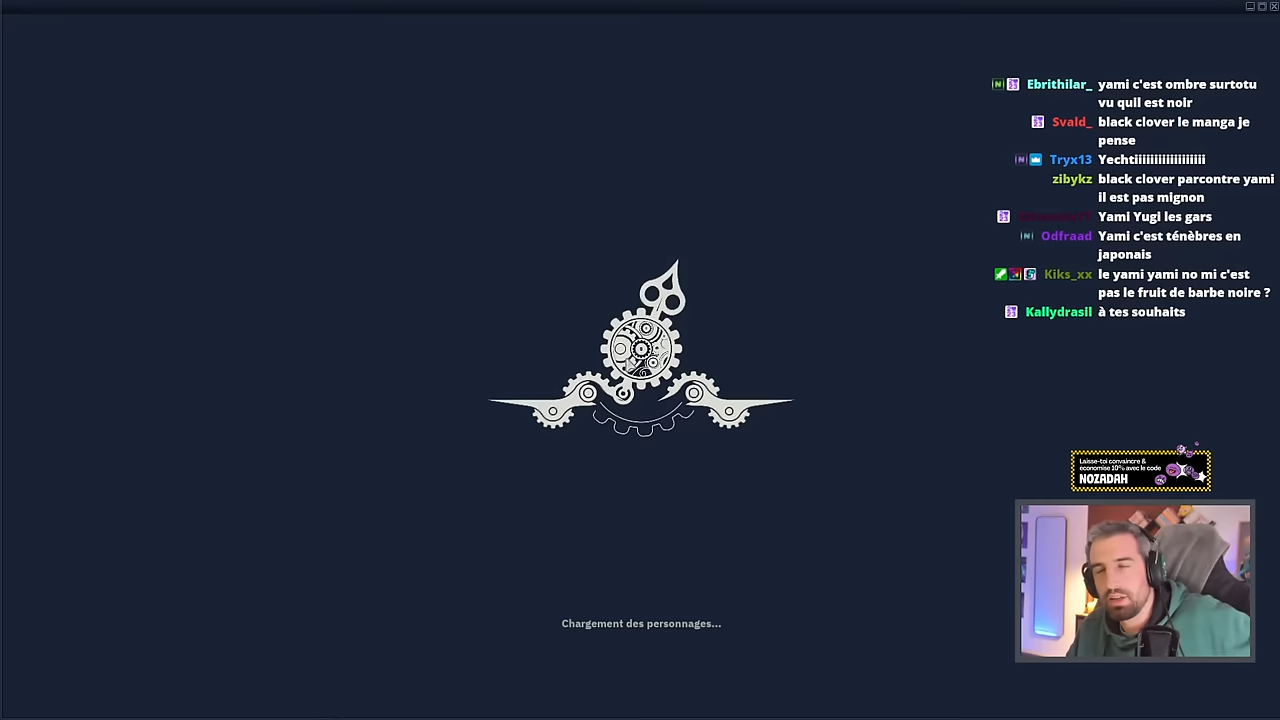 Ebrithilar_ yami c'est ombre surtotu
vu quil est noir
Svald_ black clover le manga je
pense
Tryx13 Yechtiiiiiiiiiiiiiiiii
zibykz black clover parcontre yami
il est pas mignon
Yami Yugi les gars
Odfraad Yami c'est ténèbres en
japonais
Kiks_xx le yami yami no mi c'est
pas le fruit de barbe noire ?
Kallydrasil à tes souhaits
Laisse-toi convaincre &
économise 10% avec le code
NOZADAH
Chargement des personnages...